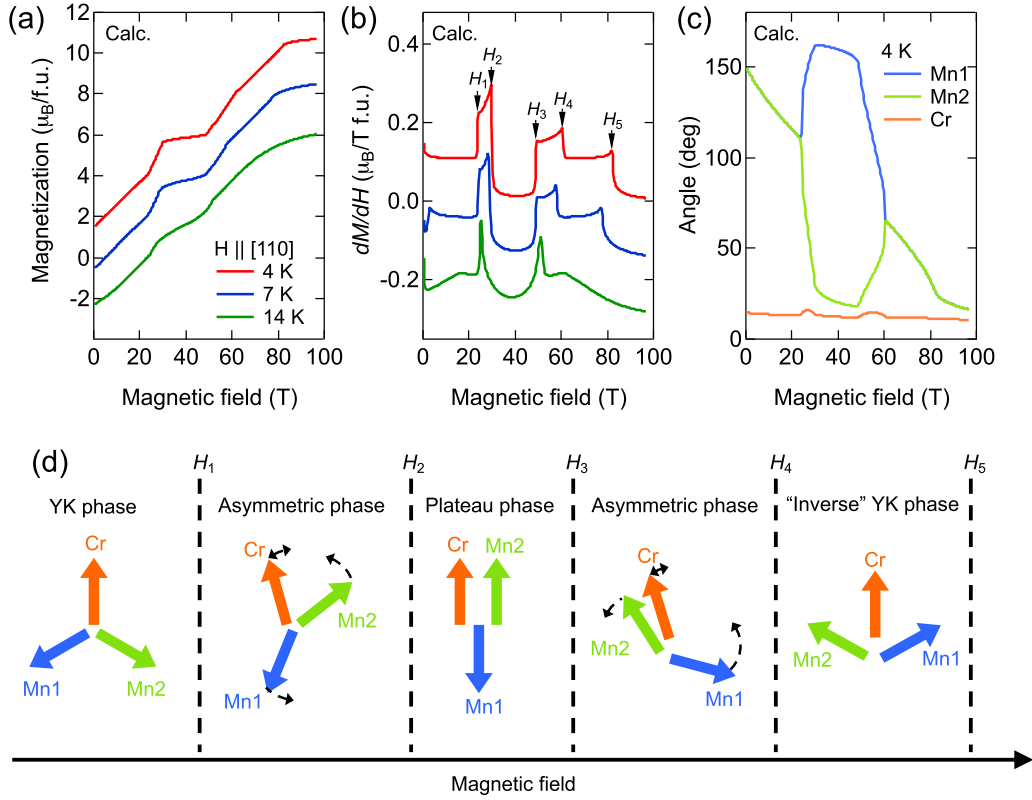 (a)
Calc.
Magnetization (μB/f.u.)
12
10
8
6
4
2
0
-2
H || [110]
4 K
7 K
14 K
0 20 40 60 80 100
Magnetic field (T)
(b)
Calc.
dM/dH (μB/T f.u.)
0.4
0.2
0.0
-0.2
H1
H2
H3
H4
H5
0 20 40 60 80 100
Magnetic field (T)
(c)
Calc.
Angle (deg)
150
100
50
0
4 K
Mn1
Mn2
Cr
0 20 40 60 80 100
Magnetic field (T)
(d)
H1 H2 H3 H4 H5
YK phase
Cr
Mn1
Mn2
Asymmetric phase
Cr
Mn2
Mn1
Plateau phase
Cr
Mn2
Mn1
Asymmetric phase
Cr
Mn2
Mn1
“Inverse” YK phase
Cr
Mn2
Mn1
Magnetic field